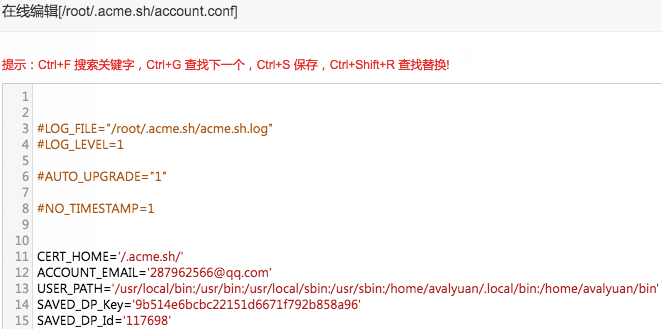 在线编辑[/root/.acme.sh/account.conf]
提示：Ctrl+F 搜索关键字，Ctrl+G 查找下一个，Ctrl+S 保存，Ctrl+Shift+R 查找替换!
1
2
3 #LOG_FILE="/root/.acme.sh/acme.sh.log"
4 #LOG_LEVEL=1
5
6 #AUTO_UPGRADE="1"
7
8 #NO_TIMESTAMP=1
9
10
11 CERT_HOME='/.acme.sh/'
12 ACCOUNT_EMAIL='287962566@qq.com'
13 USER_PATH='/usr/local/bin:/usr/bin:/usr/local/sbin:/usr/sbin:/home/avalyuan/.local/bin:/home/avalyuan/bin'
14 SAVED_DP_Key='9b514e6bcbc22151d6671f792b858a96'
15 SAVED_DP_Id='117698'